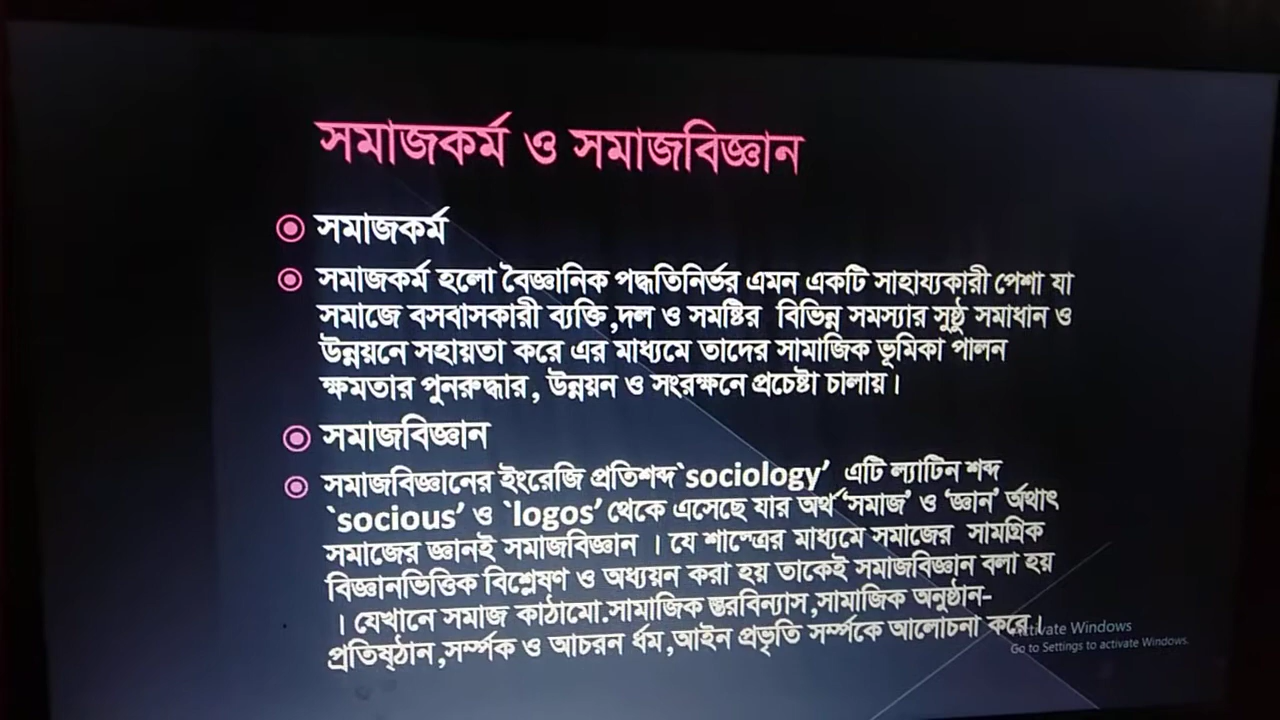 সমাজকর্ম ও সমাজবিজ্ঞান
সমাজকর্ম
সমাজকর্ম হলো বৈজ্ঞানিক পদ্ধতিনির্ভর এমন একটি সাহায্যকারী পেশা যা
সমাজে বসবাসকারী ব্যক্তি,দল ও সমষ্টির বিভিন্ন সমস্যার সুষ্ঠু সমাধান ও
উন্নয়নে সহায়তা করে এর মাধ্যমে তাদের সামাজিক ভূমিকা পালন
ক্ষমতার পুনরুদ্ধার, উন্নয়ন ও সংরক্ষনে প্রচেষ্টা চালায়।
সমাজবিজ্ঞান
সমাজবিজ্ঞানের ইংরেজি প্রতিশব্দ`sociology’ এটি ল্যাটিন শব্দ
`socious’ ও `logos’ থেকে এসেছে যার অর্থ ‘সমাজ’ ও ‘জ্ঞান’ র্অথাৎ
সমাজের জ্ঞানই সমাজবিজ্ঞান । যে শাস্ত্রের মাধ্যমে সমাজের সামগ্রিক
বিজ্ঞানভিত্তিক বিশ্লেষণ ও অধ্যয়ন করা হয় তাকেই সমাজবিজ্ঞান বলা হয়
। যেখানে সমাজ কাঠামো.সামাজিক স্তরবিন্যাস,সামাজিক অনুষ্ঠান-
প্রতিষ্ঠান,সর্ম্পক ও আচরন র্ধম,আইন প্রভৃতি সর্ম্পকে আলোচনা করে।
Activate Windows
Go to Settings to activate Windows.